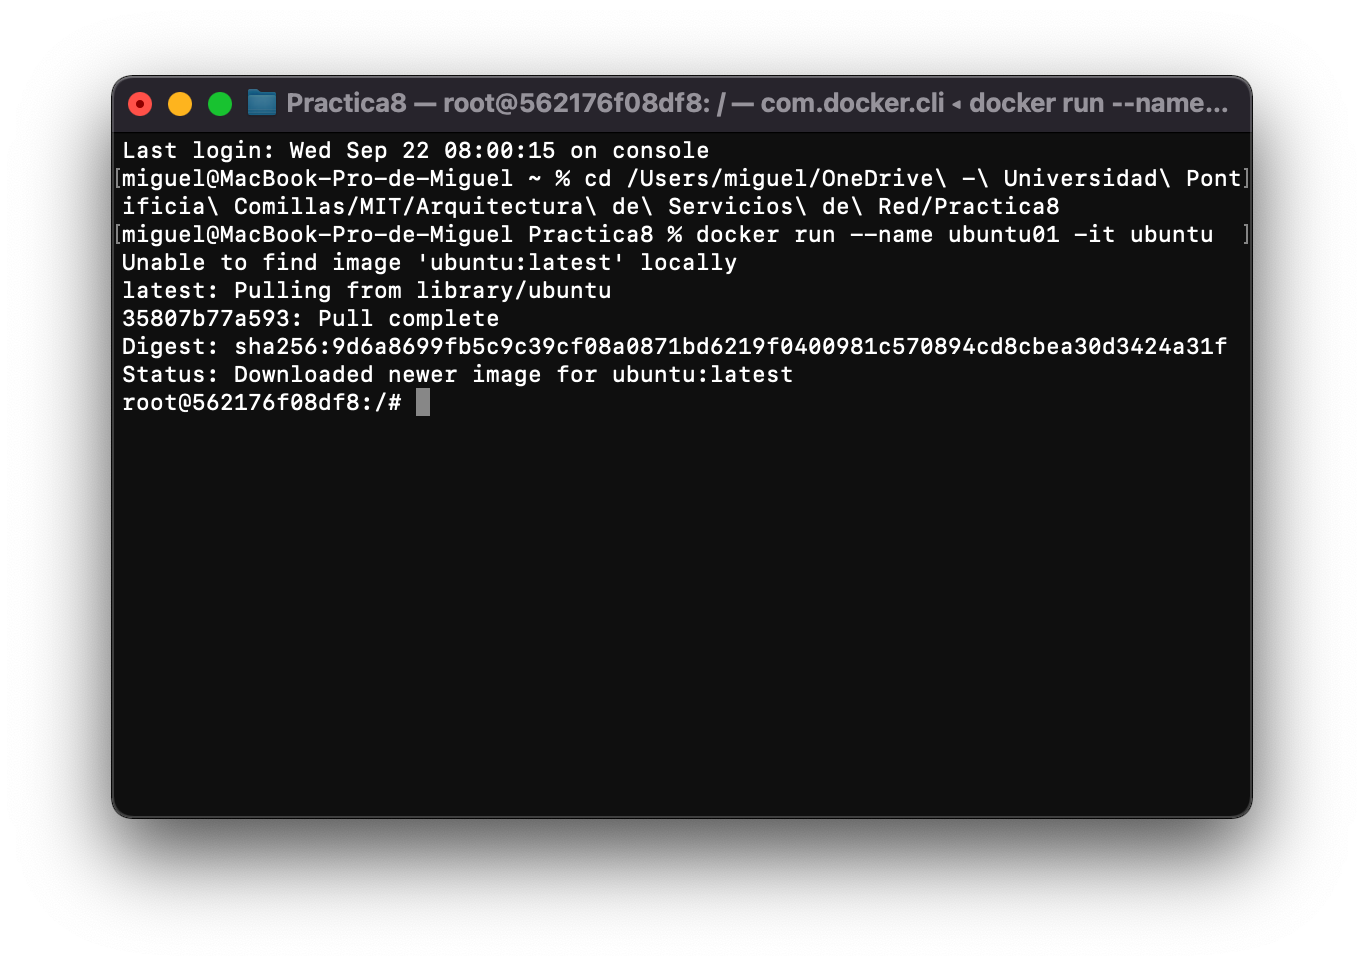 Practica8 — root@562176f08df8: / — com.docker.cli ◂ docker run --name...
Last login: Wed Sep 22 08:00:15 on console
[miguel@MacBook-Pro-de-Miguel ~ % cd /Users/miguel/OneDrive\ -\ Universidad\ Pont]
ificia\ Comillas/MIT/Arquitectura\ de\ Servicios\ de\ Red/Practica8
[miguel@MacBook-Pro-de-Miguel Practica8 % docker run --name ubuntu01 -it ubuntu ]
Unable to find image 'ubuntu:latest' locally
latest: Pulling from library/ubuntu
35807b77a593: Pull complete
Digest: sha256:9d6a8699fb5c9c39cf08a0871bd6219f0400981c570894cd8cbea30d3424a31f
Status: Downloaded newer image for ubuntu:latest
root@562176f08df8:/#